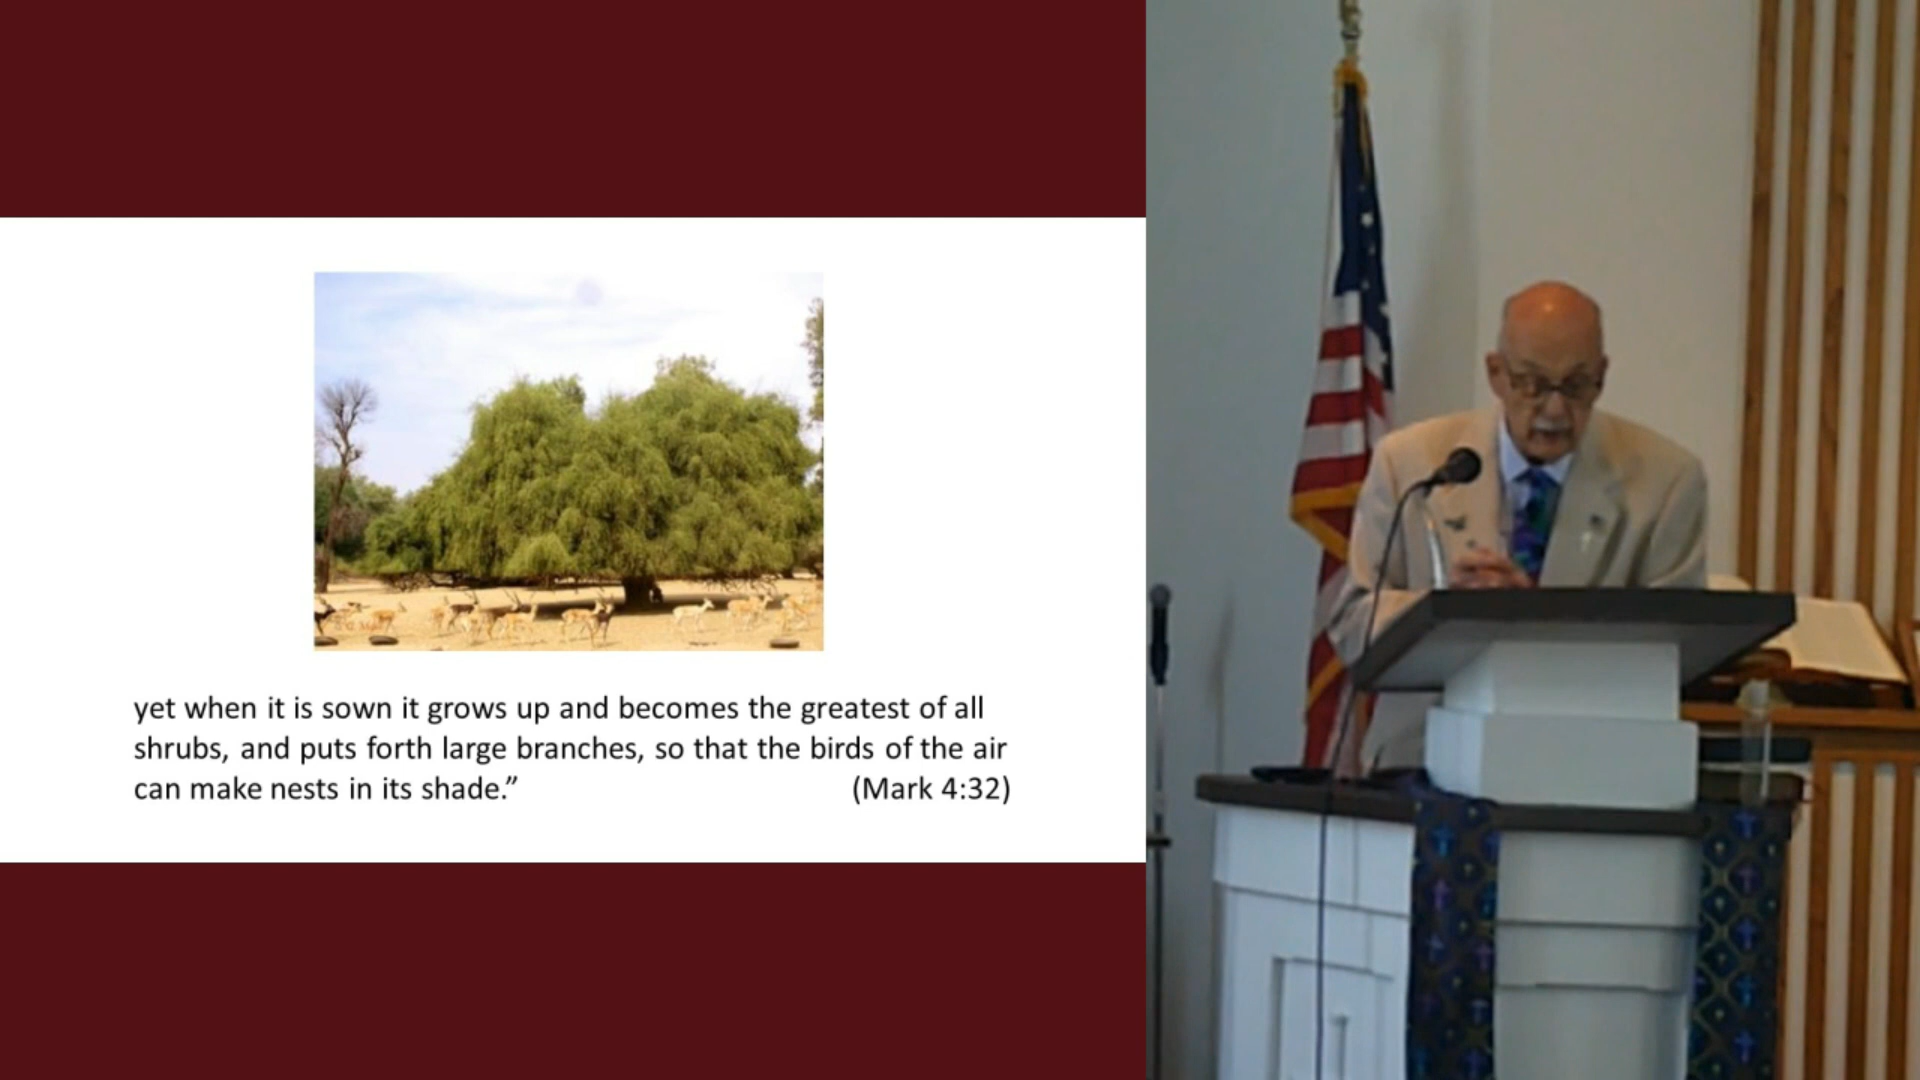 yet when it is sown it grows up and becomes the greatest of all
shrubs, and puts forth large branches, so that the birds of the air
can make nests in its shade.” (Mark 4:32)